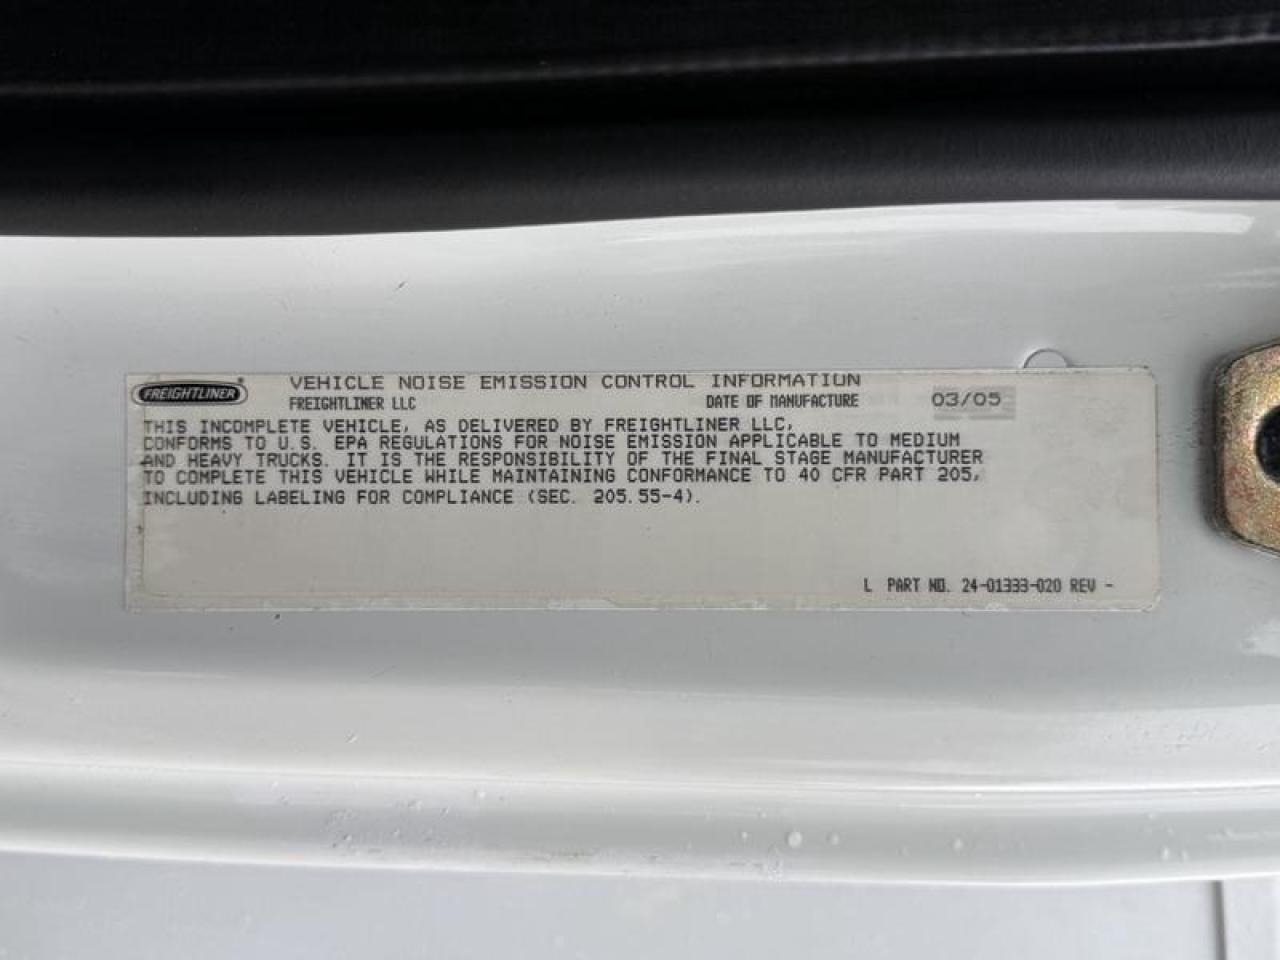 FREIGHTLINER
VEHICLE NOISE EMISSION CONTROL INFORMATION
FREIGHTLINER LLC DATE OF MANUFACTURE 03/05
THIS INCOMPLETE VEHICLE, AS DELIVERED BY FREIGHTLINER LLC,
CONFORMS TO U.S. EPA REGULATIONS FOR NOISE EMISSION APPLICABLE TO MEDIUM
AND HEAVY TRUCKS. IT IS THE RESPONSIBILITY OF THE FINAL STAGE MANUFACTURER
TO COMPLETE THIS VEHICLE WHILE MAINTAINING CONFORMANCE TO 40 CFR PART 205,
INCLUDING LABELING FOR COMPLIANCE (SEC. 205.55-4).
L PART NO. 24-01333-020 REV -